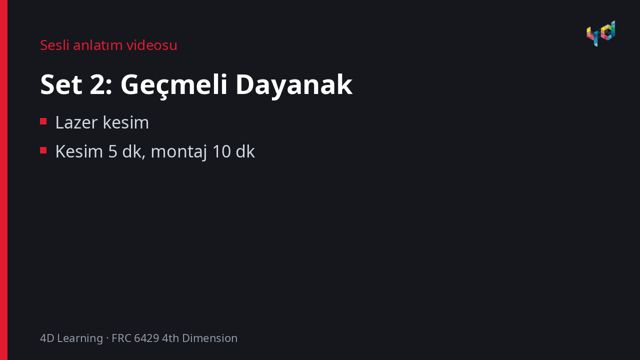 Sesli anlatım videosu
4d
Set 2: Geçmeli Dayanak
Lazer kesim
Kesim 5 dk, montaj 10 dk
4D Learning · FRC 6429 4th Dimension